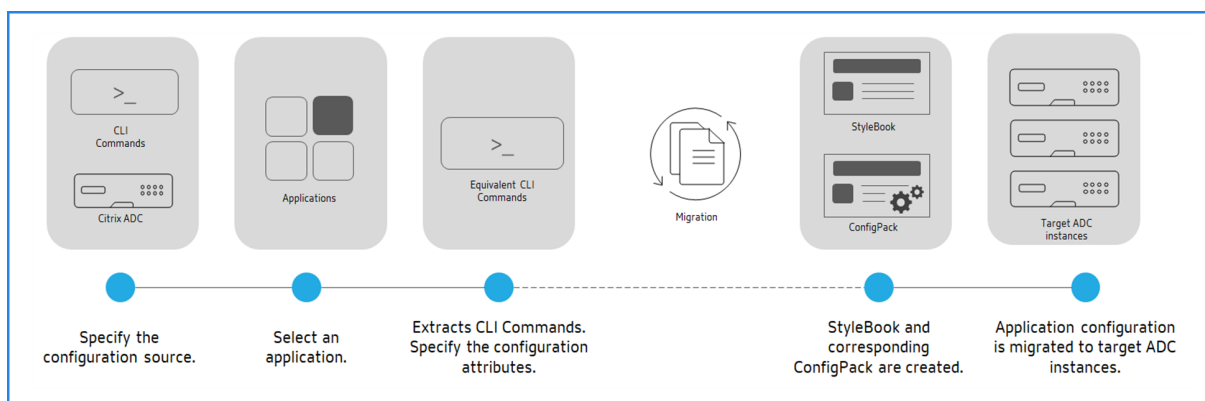 >_
CLI
Commands
Citrix ADC
Applications
>_
Equivalent CLI
Commands
Migration
StyleBook
ConfigPack
Target ADC
instances
Specify the
configuration source.
Select an
application.
Extracts CLI Commands.
Specify the configuration
attributes.
StyleBook and
corresponding
ConfigPack are created.
Application configuration
is migrated to target ADC
instances.